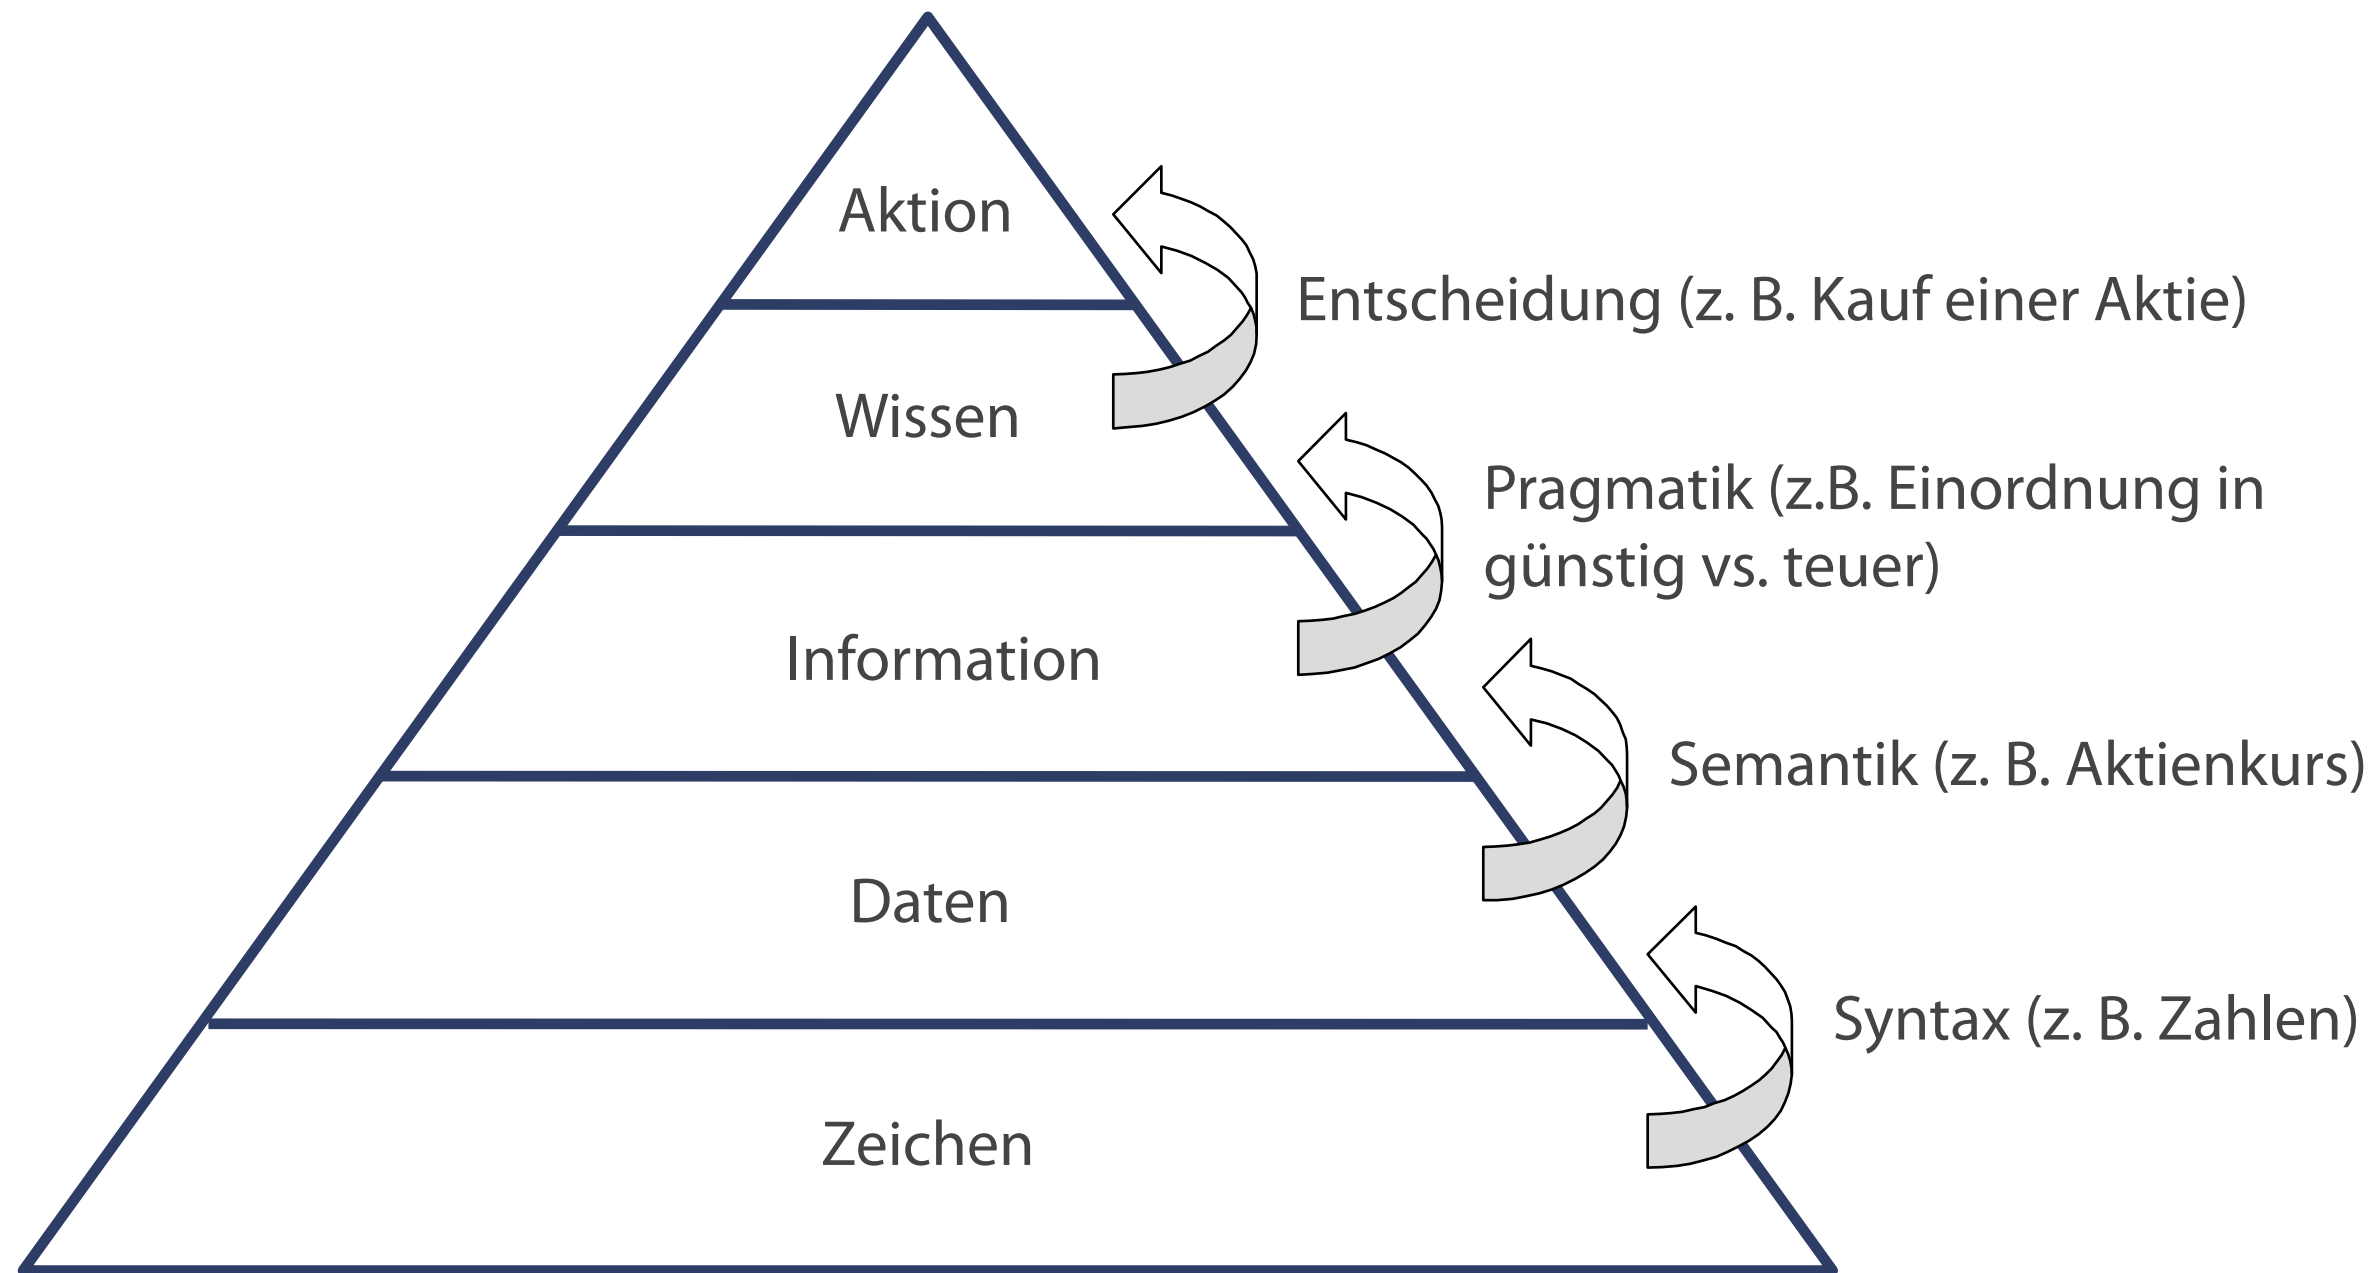 Aktion
Entscheidung (z. B. Kauf einer Aktie)
Wissen
Pragmatik (z.B. Einordnung in
günstig vs. teuer)
Information
Semantik (z. B. Aktienkurs)
Daten
Syntax (z. B. Zahlen)
Zeichen